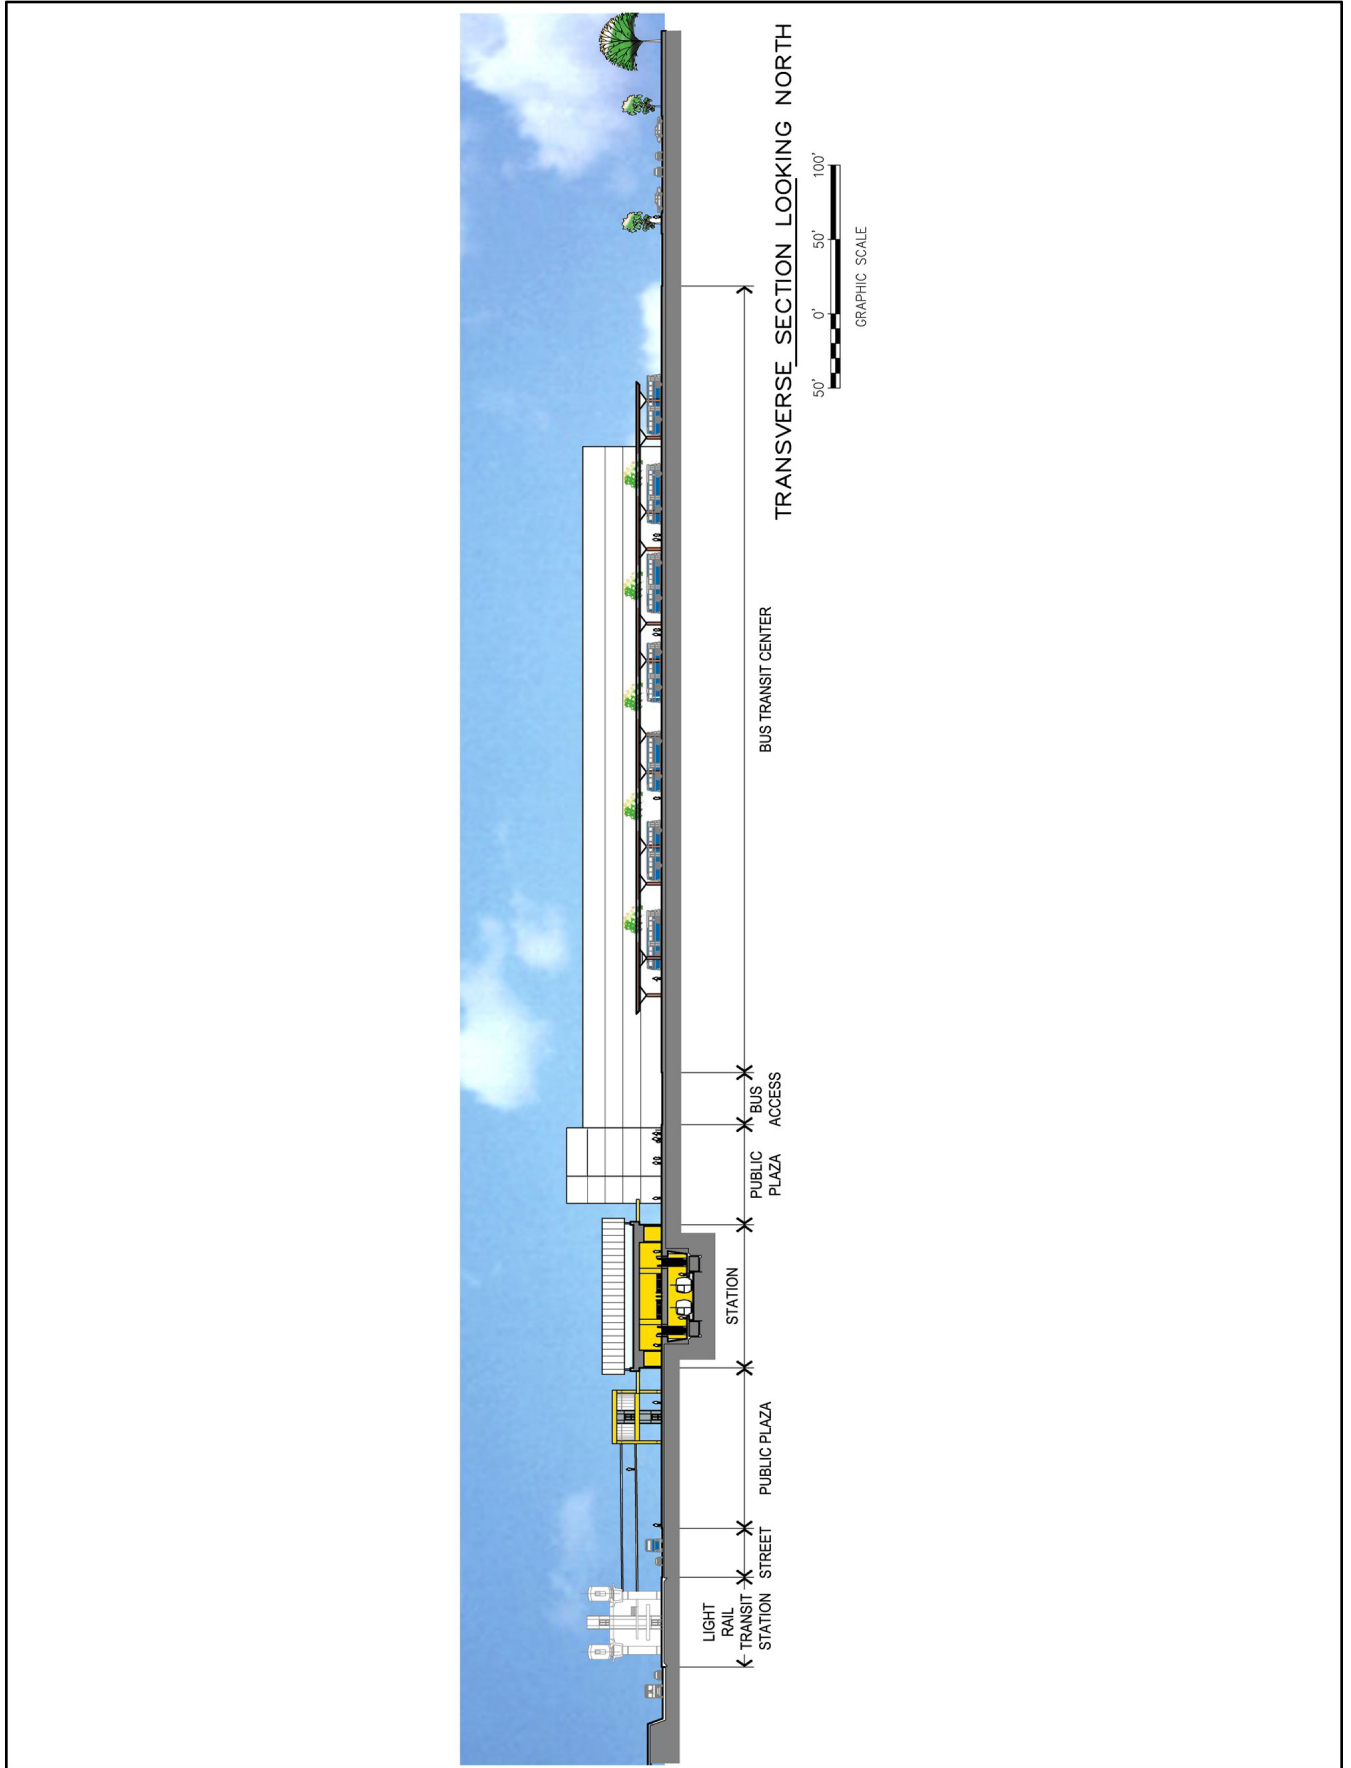 LIGHT
RAIL
TRANSIT
STATION
STREET
PUBLIC PLAZA
STATION
PUBLIC
PLAZA
BUS
ACCESS
BUS TRANSIT CENTER
TRANSVERSE SECTION LOOKING NORTH
50' 0' 50' 100'
GRAPHIC SCALE